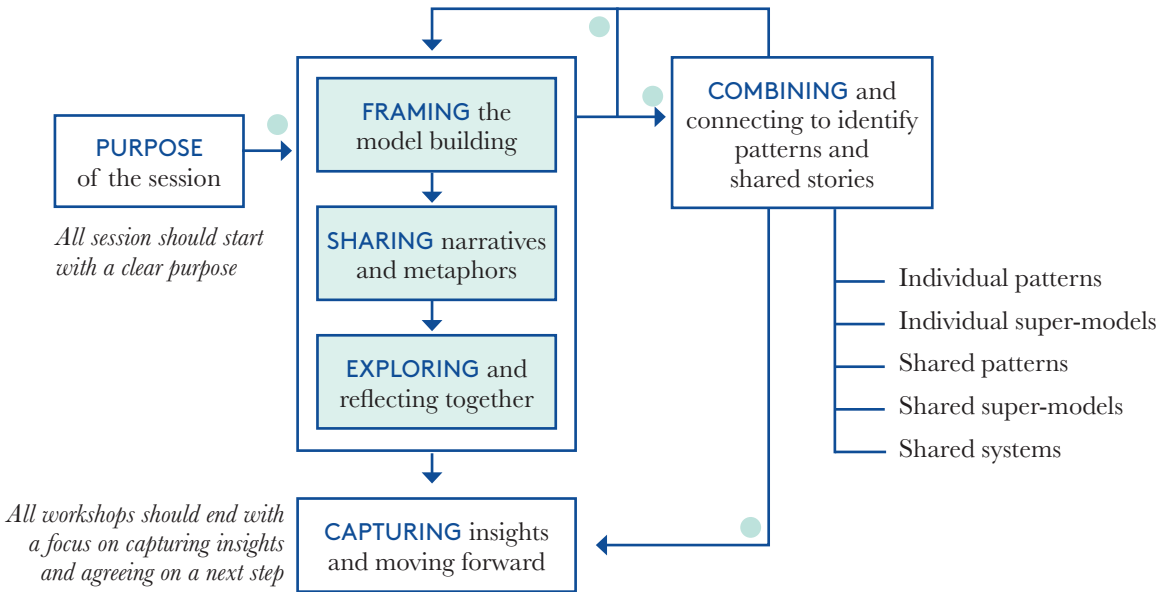 PURPOSE
of the session
All session should start
with a clear purpose
FRAMING the
model building
SHARING narratives
and metaphors
EXPLORING and
reflecting together
COMBINING and
connecting to identify
patterns and
shared stories
Individual patterns
Individual super-models
Shared patterns
Shared super-models
Shared systems
All workshops should end with
a focus on capturing insights
and agreeing on a next step
CAPTURING insights
and moving forward